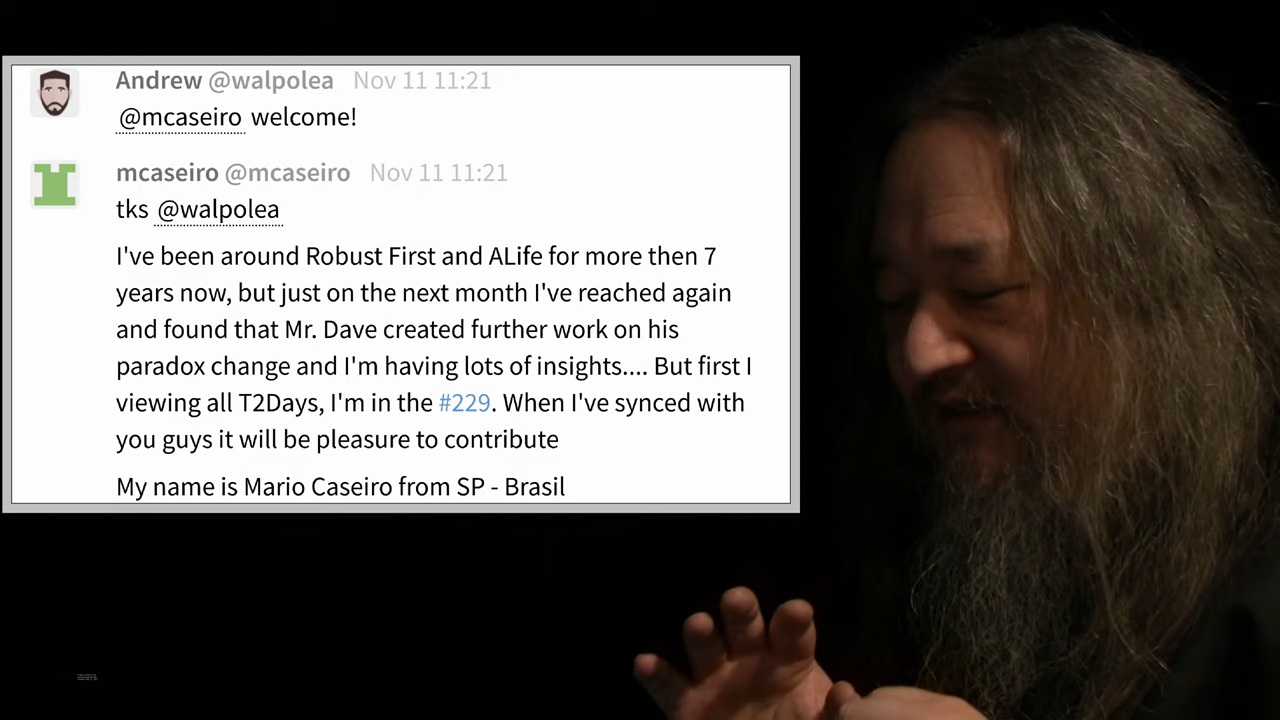 Andrew @walpolea Nov 11 11:21
@mcaseiro welcome!
mcaseiro @mcaseiro Nov 11 11:21
tks @walpolea
I've been around Robust First and ALife for more then 7
years now, but just on the next month I've reached again
and found that Mr. Dave created further work on his
paradox change and I'm having lots of insights.... But first I
viewing all T2Days, I'm in the #229. When I've synced with
you guys it will be pleasure to contribute
My name is Mario Caseiro from SP - Brasil